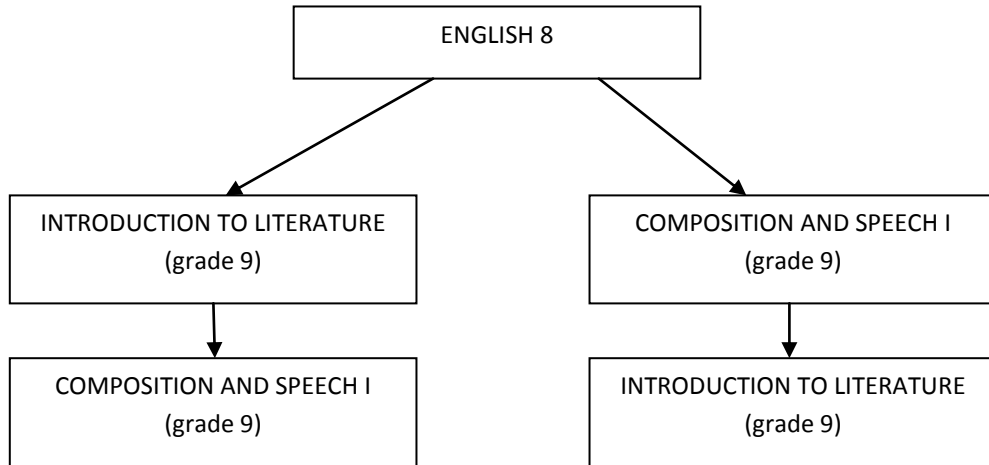 ENGLISH 8
INTRODUCTION TO LITERATURE
(grade 9)
COMPOSITION AND SPEECH I
(grade 9)
COMPOSITION AND SPEECH I
(grade 9)
INTRODUCTION TO LITERATURE
(grade 9)